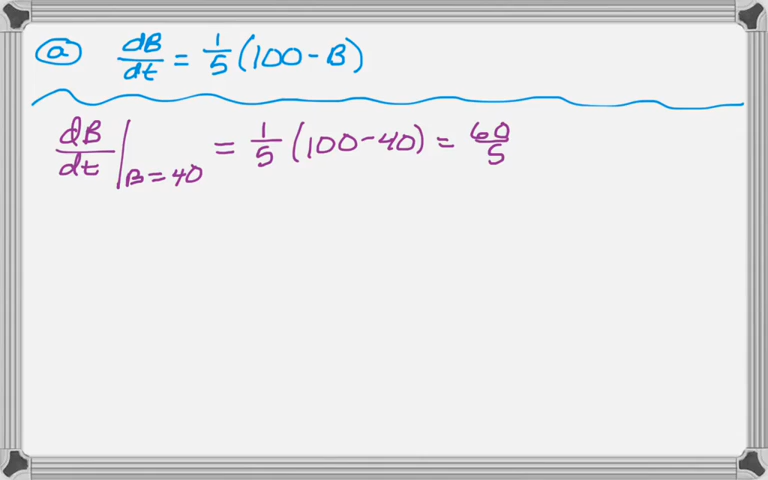 (a) dB/dt = 1/5 (100 - B)
dB/dt |B=40 = 1/5 (100-40) = 60/5